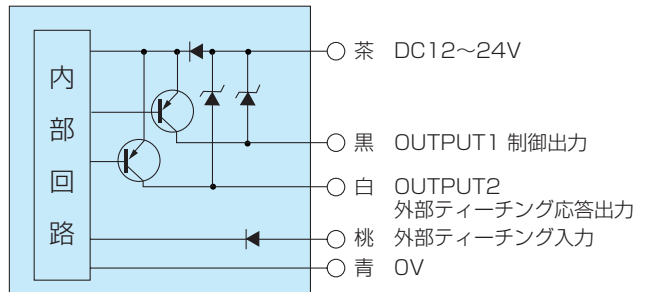 内部回路
茶 DC12〜24V
黒 OUTPUT1 制御出力
白 OUTPUT2
外部ティーチング応答出力
桃 外部ティーチング入力
青 0V